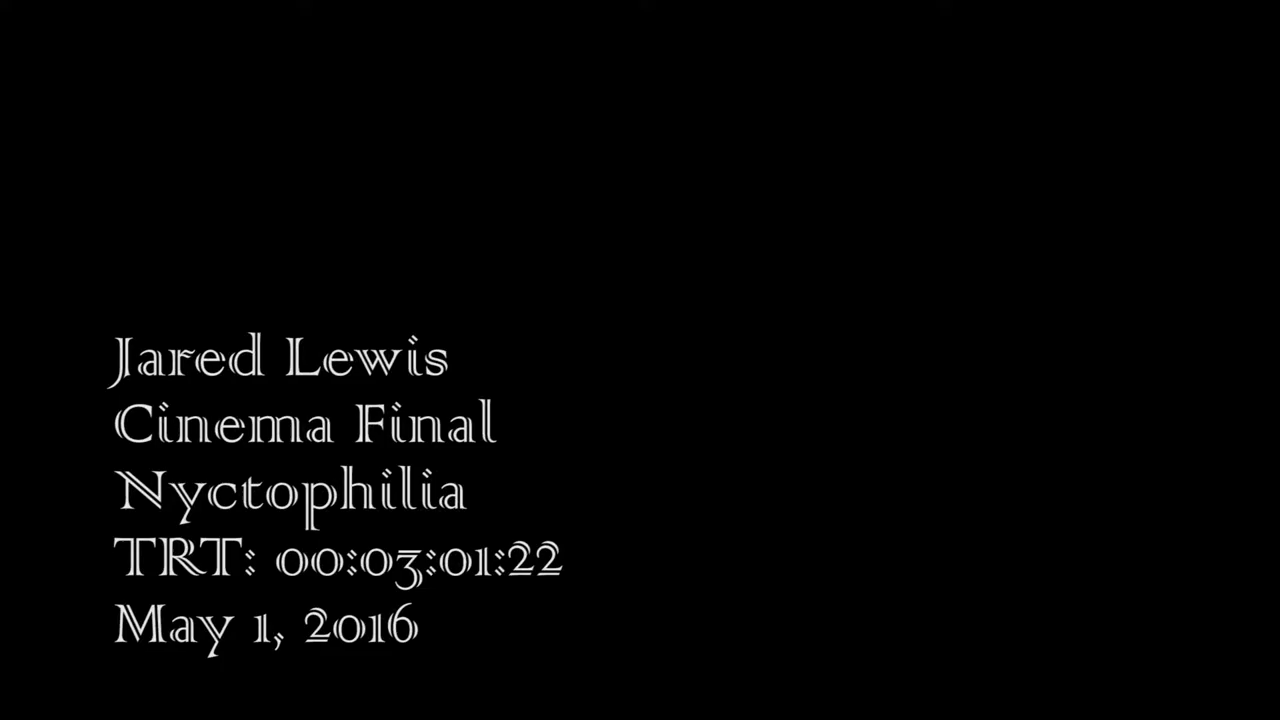 Jared Lewis
Cinema Final
Nyctophilia
TRT: 00:03:01:22
May 1, 2016